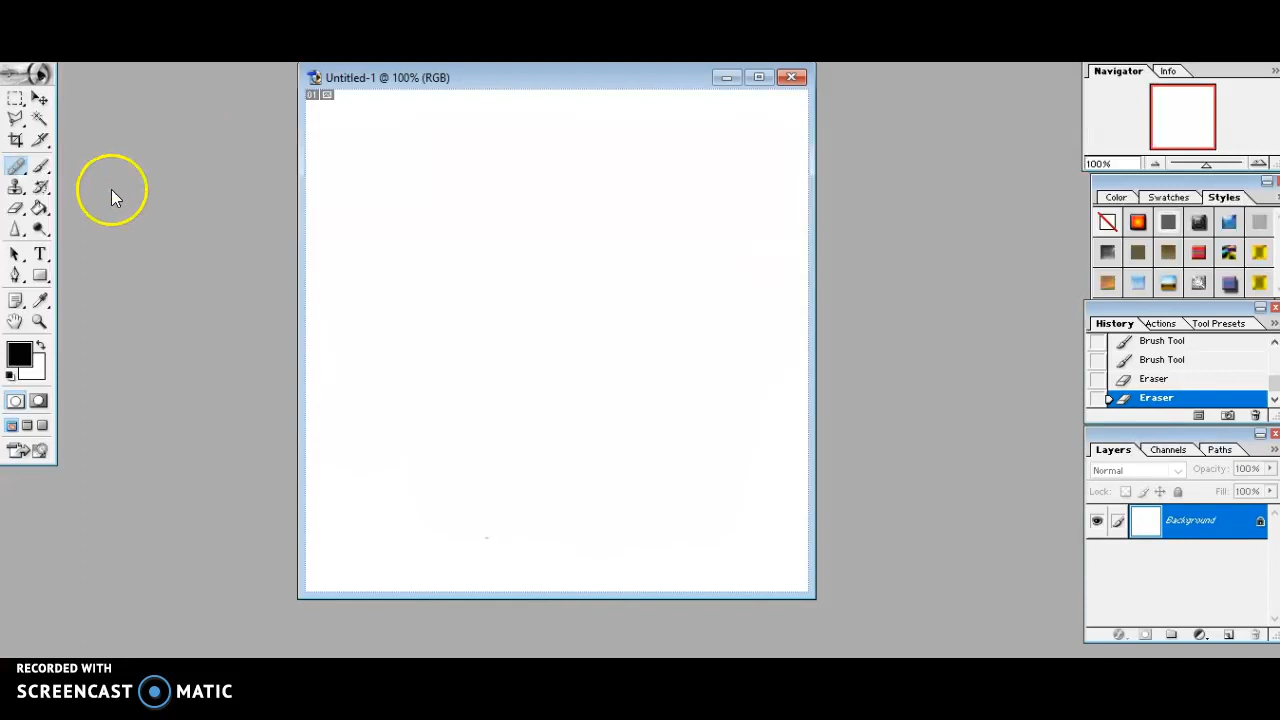 Untitled-1 @ 100% (RGB)
01
Navigator Info
100%
Color Swatches Styles
History Actions Tool Presets
Brush Tool
Brush Tool
Eraser
Eraser
Layers Channels Paths
Normal Opacity: 100%
Lock: Fill: 100%
Background
T
RECORDED WITH
SCREENCAST MATIC